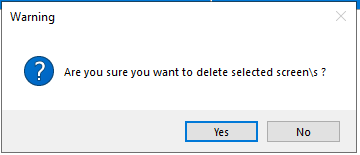 Warning
Are you sure you want to delete selected screen\s ?
Yes
No